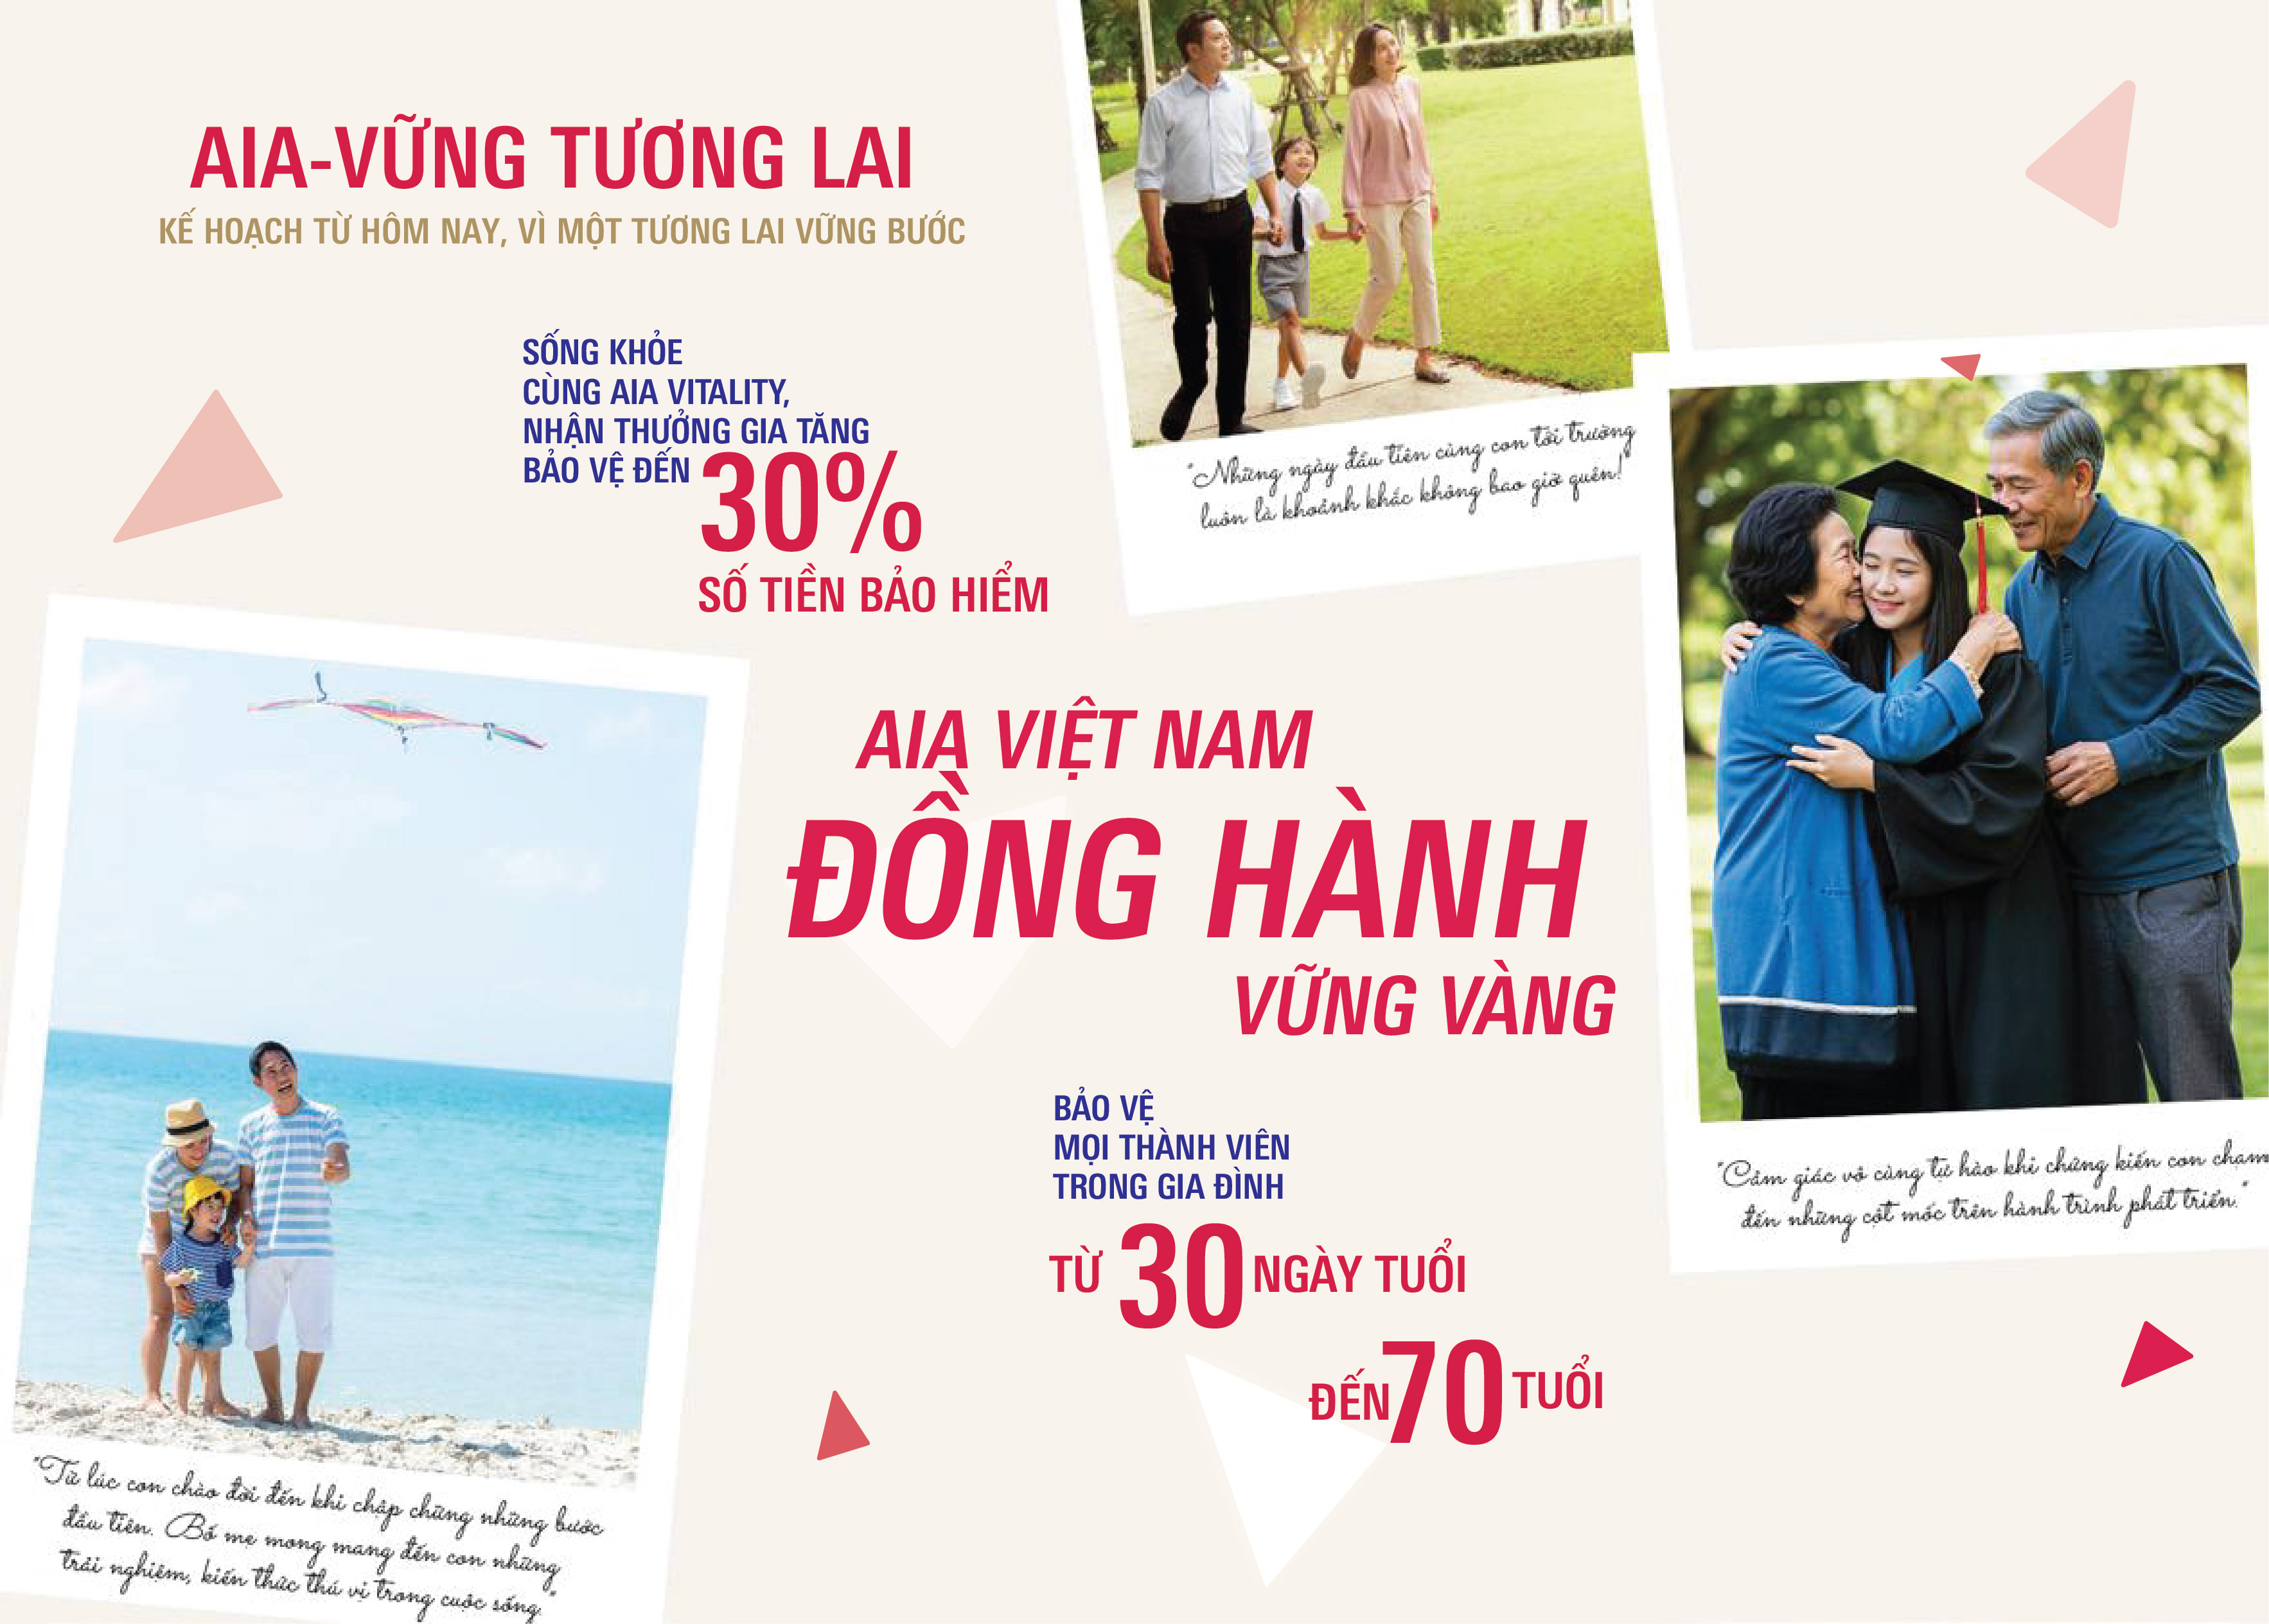 AIA-VỮNG TƯƠNG LAI
KẾ HOẠCH TỪ HÔM NAY, VÌ MỘT TƯƠNG LAI VỮNG BƯỚC
SỐNG KHỎE
CÙNG AIA VITALITY,
NHẬN THƯỞNG GIA TĂNG
BẢO VỆ ĐẾN 30%
SỐ TIỀN BẢO HIỂM
"Những ngày đầu tiên cùng con tới trường
luôn là khoảnh khắc không bao giờ quên!"
AIA VIỆT NAM
ĐỒNG HÀNH
VỮNG VÀNG
BẢO VỆ
MỌI THÀNH VIÊN
TRONG GIA ĐÌNH
TỪ 30 NGÀY TUỔI
ĐẾN 70 TUỔI
"Cảm giác vô cùng tự hào khi chứng kiến con chạm
đến những cột mốc trên hành trình phát triển."
"Từ lúc con chào đời đến khi chập chững những bước
đầu tiên. Bố mẹ mong mang đến con những
trải nghiệm, kiến thức thú vị trong cuộc sống"